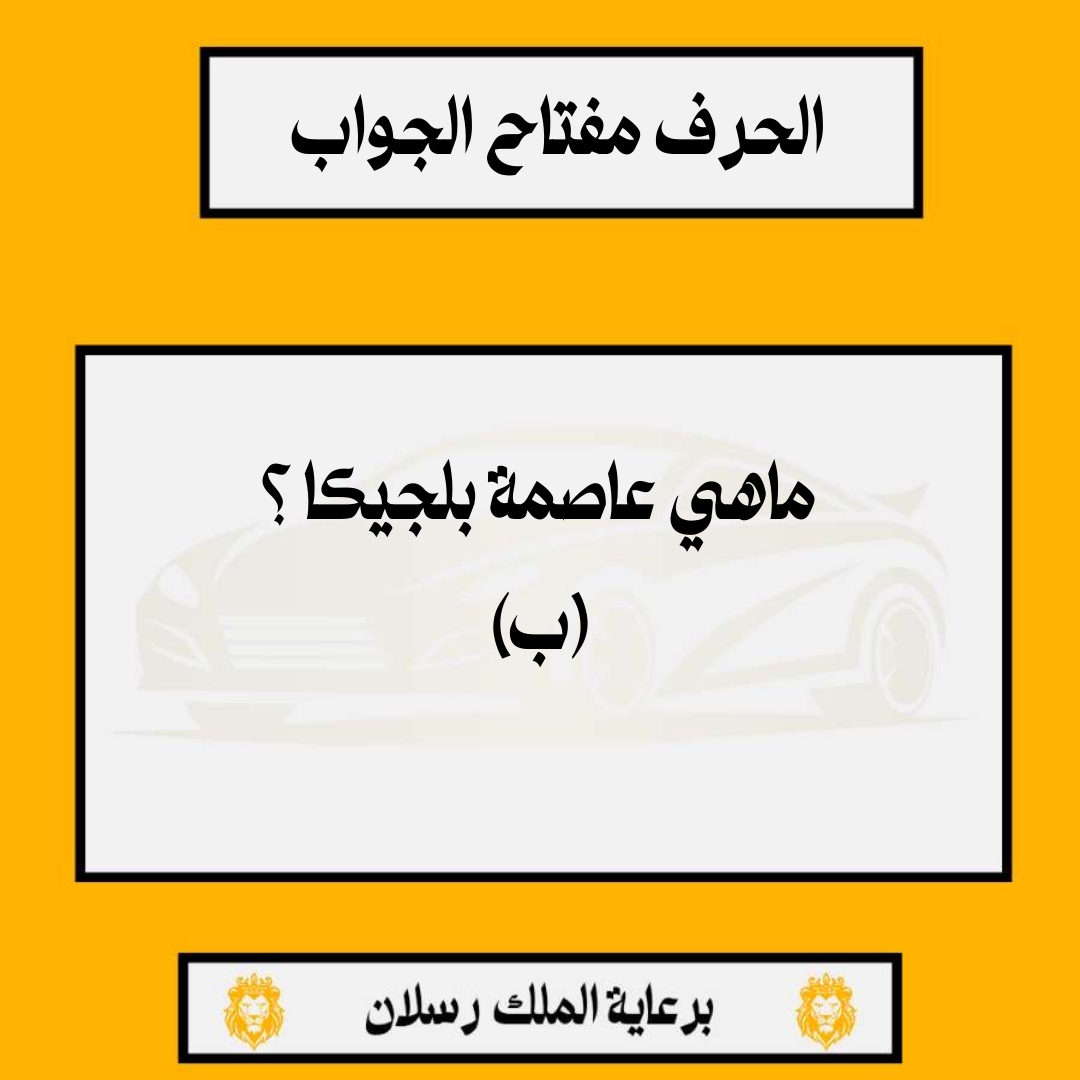 الحرف مفتاح الجواب
ماهي عاصمة بلجيكا ؟
(ب)
برعاية الملك رسلان